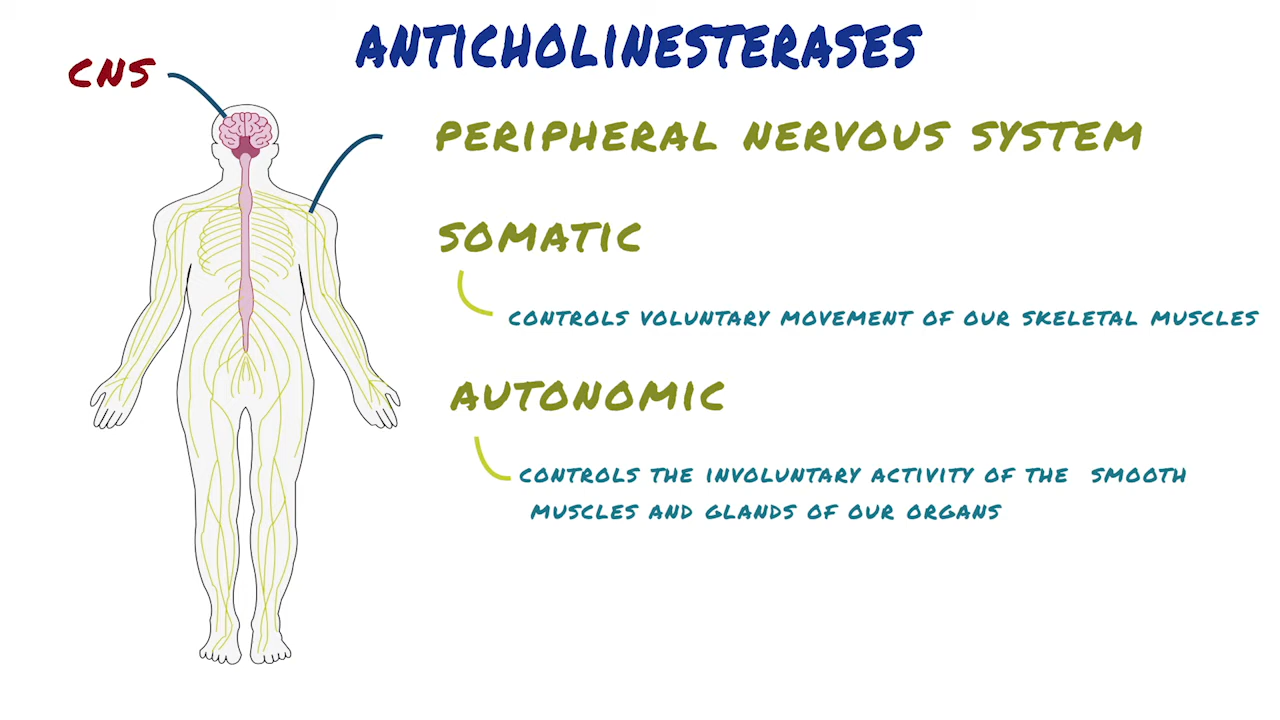 ANTICHOLINESTERASES
CNS
PERIPHERAL NERVOUS SYSTEM
SOMATIC
CONTROLS VOLUNTARY MOVEMENT OF OUR SKELETAL MUSCLES
AUTONOMIC
CONTROLS THE INVOLUNTARY ACTIVITY OF THE SMOOTH
MUSCLES AND GLANDS OF OUR ORGANS